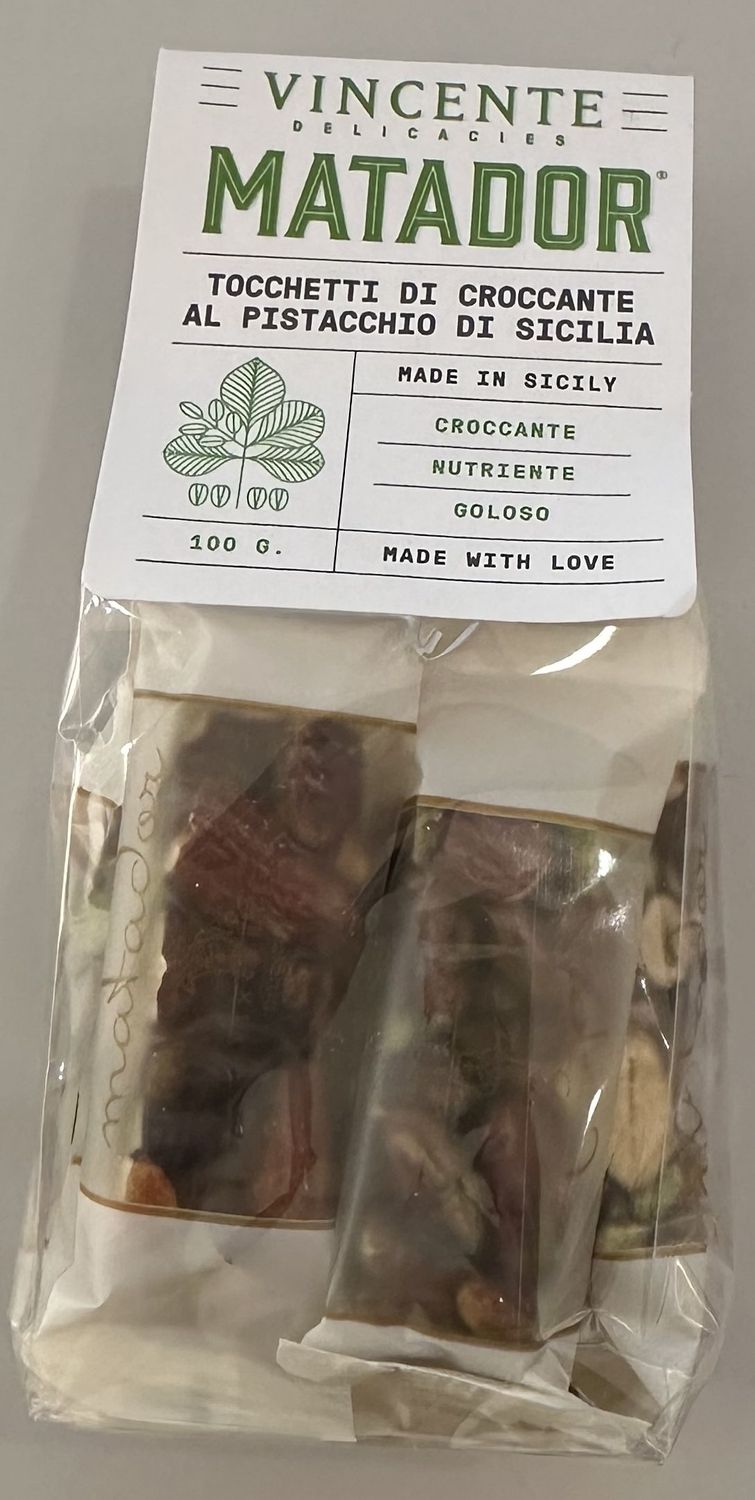 VINCENTE
DELICACIES
MATADOR®
TOCCHETTI DI CROCCANTE
AL PISTACCHIO DI SICILIA
MADE IN SICILY
CROCCANTE
NUTRIENTE
GOLOSO
100 G.
MADE WITH LOVE
matador